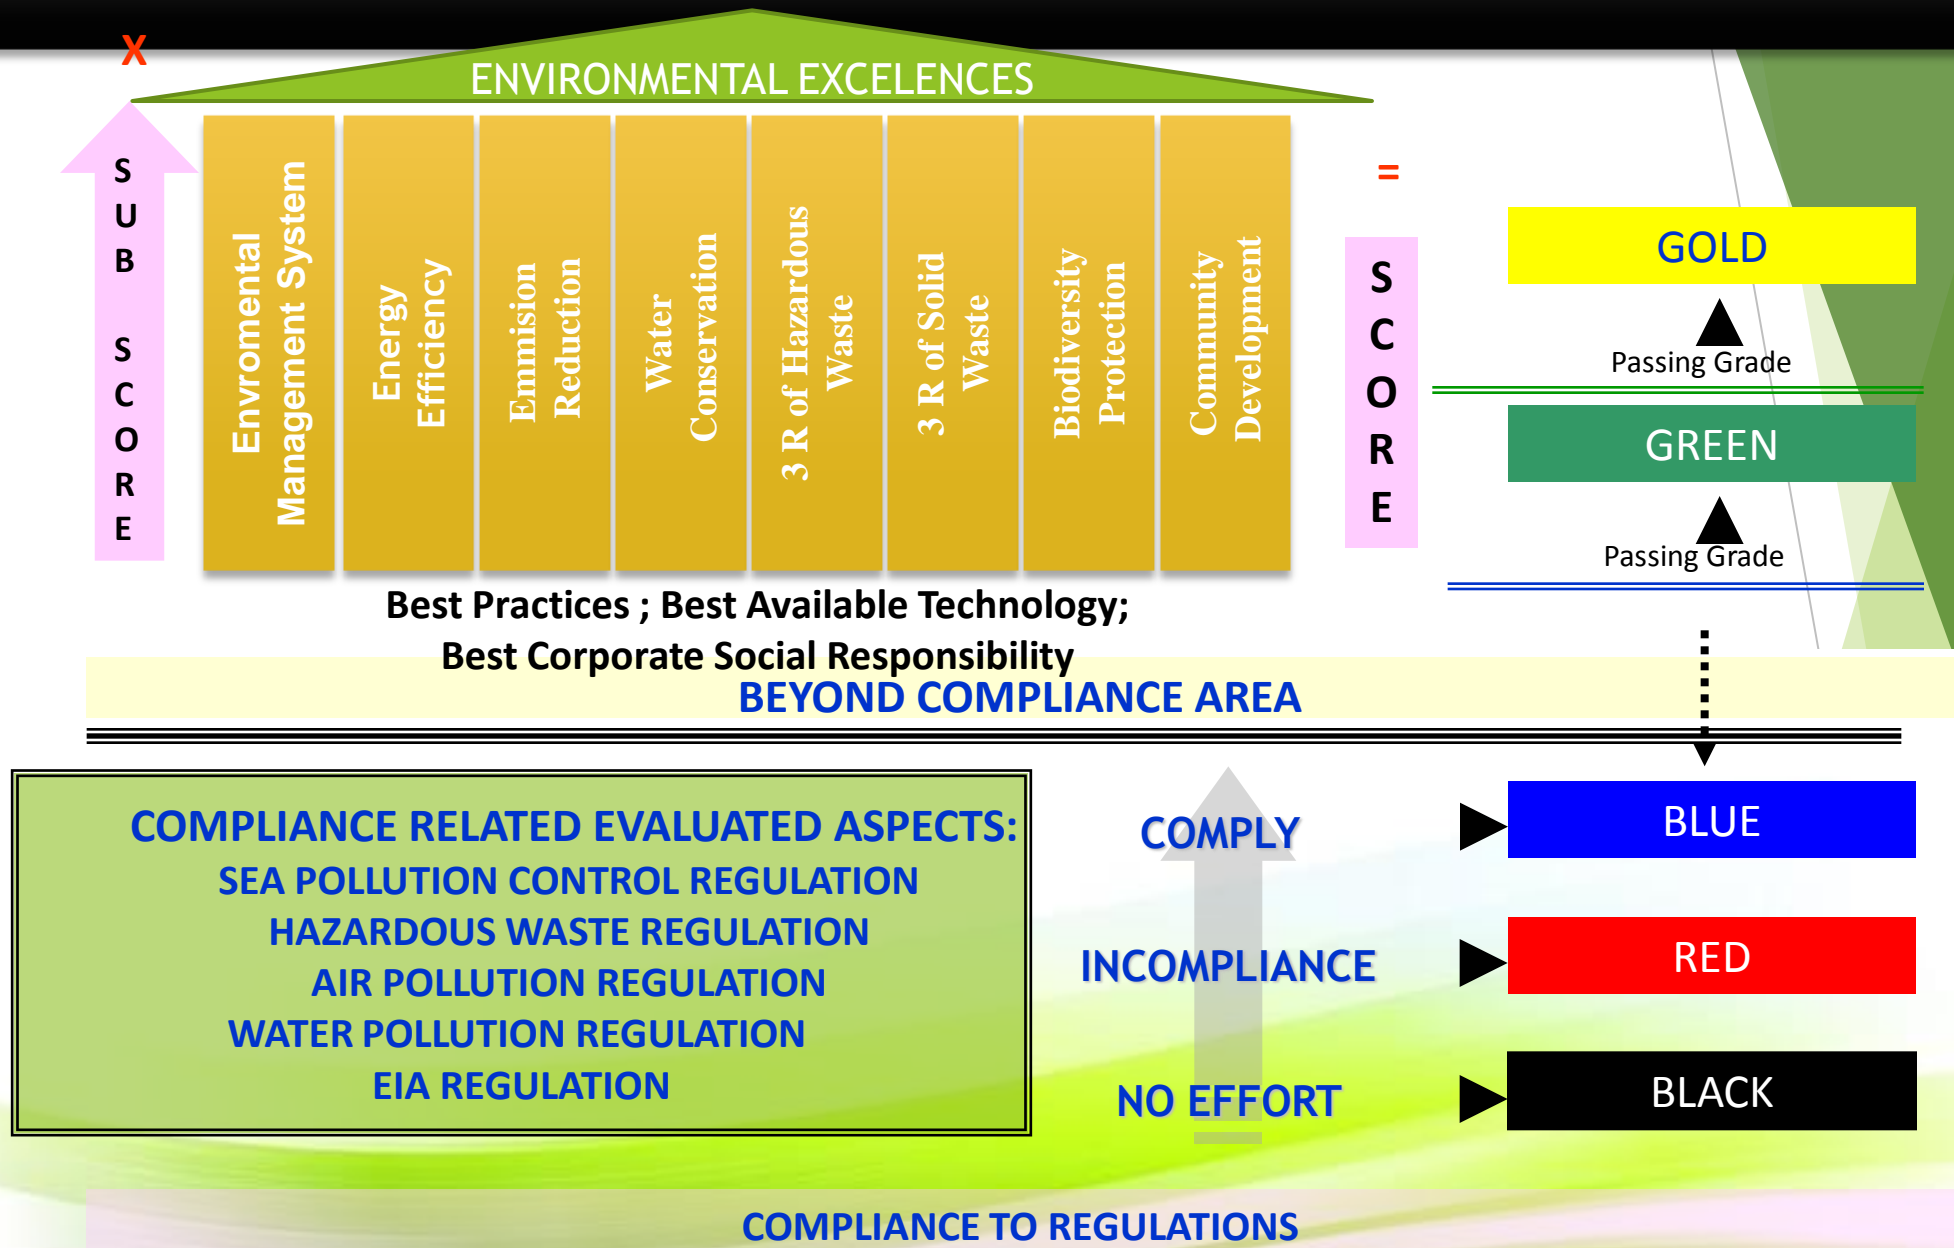 X
ENVIRONMENTAL EXCELENCES
SUB SCORE
Enviromental
Management System
Energy
Efficiency
Emmision
Reduction
Water
Conservation
3 R of Hazardous
Waste
3 R of Solid
Waste
Biodiversity
Protection
Community
Development
=
SCORE
GOLD
Passing Grade
GREEN
Passing Grade
Best Practices ; Best Available Technology;
Best Corporate Social Responsibility
BEYOND COMPLIANCE AREA
COMPLIANCE RELATED EVALUATED ASPECTS:
SEA POLLUTION CONTROL REGULATION
HAZARDOUS WASTE REGULATION
AIR POLLUTION REGULATION
WATER POLLUTION REGULATION
EIA REGULATION
COMPLY
BLUE
INCOMPLIANCE
RED
NO EFFORT
BLACK
COMPLIANCE TO REGULATIONS